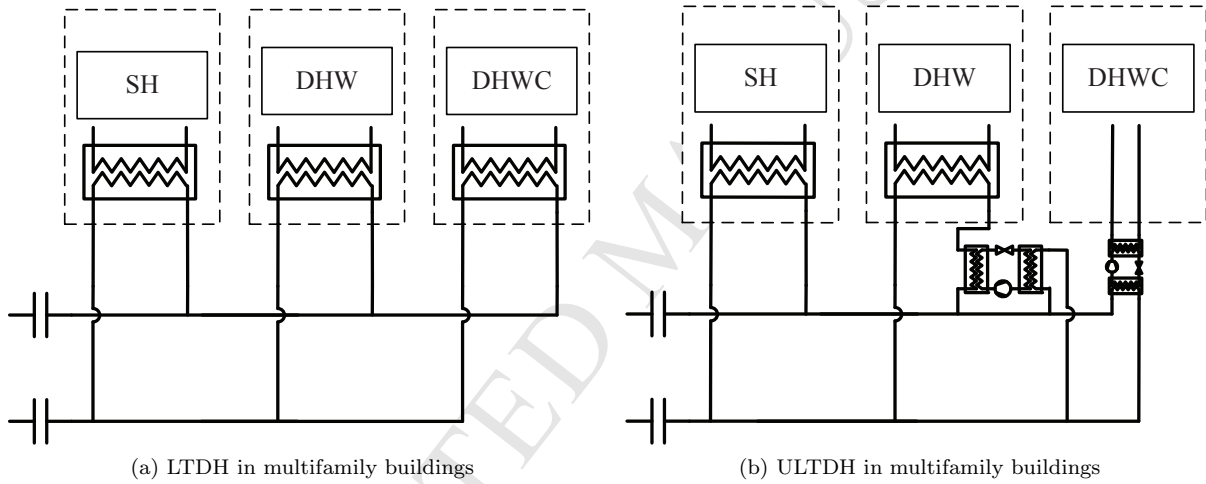 SH DHW DHWC SH DHW DHWC
(a) LTDH in multifamily buildings (b) ULTDH in multifamily buildings